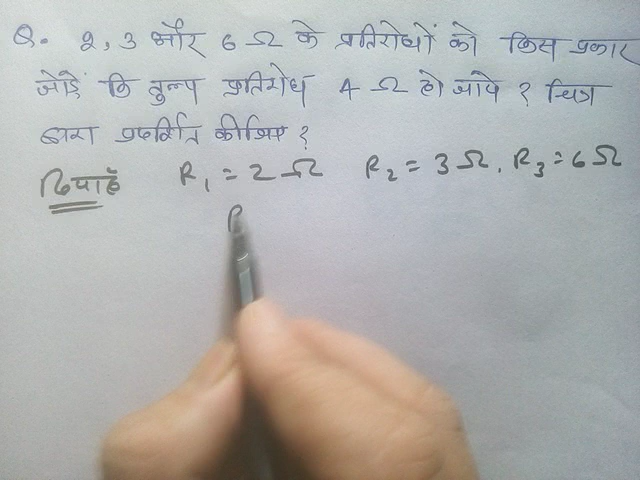 Q. 2, 3 और 6 Ω के प्रतिरोधों को किस प्रकार
जोड़ें कि तुल्य प्रतिरोध 4 Ω हो जाये ? चित्र
द्वारा प्रदर्शित कीजिए ?
दिया है R₁ = 2 Ω R₂ = 3 Ω, R₃ = 6 Ω
R